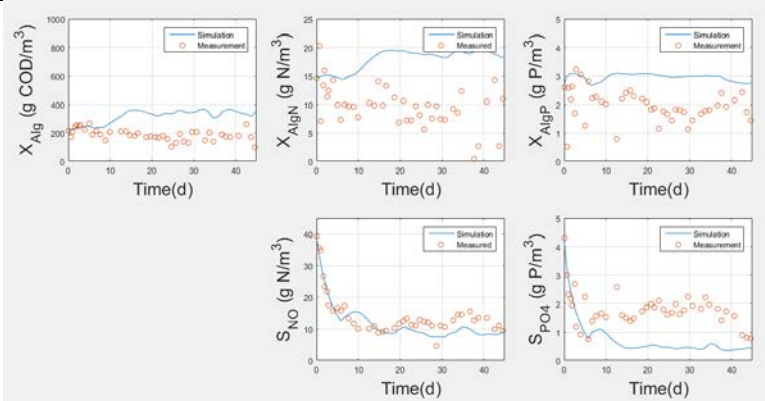 X_Alg (g COD/m³)
1000
800
600
400
200
0
0 10 20 30 40
Time(d)
Simulation
Measurement
X_AlgN (g N/m³)
25
20
15
10
5
0
0 10 20 30 40
Time(d)
Simulation
Measured
X_AlgP (g P/m³)
5
4
3
2
1
0
0 10 20 30 40
Time(d)
Simulation
Measurement
S_NO (g N/m³)
40
30
20
10
0
0 10 20 30 40
Time(d)
Simulation
Measured
S_PO4 (g P/m³)
5
4
3
2
1
0
0 10 20 30 40
Time(d)
Simulation
Measurement